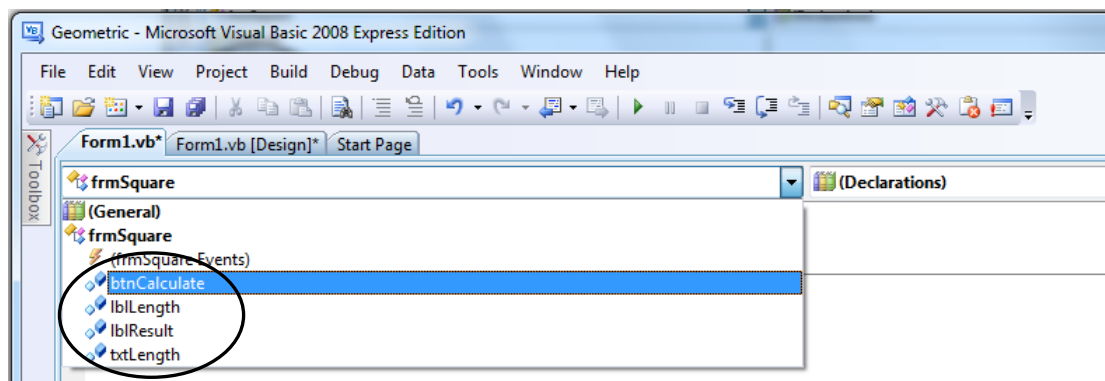 Geometric - Microsoft Visual Basic 2008 Express Edition
File Edit View Project Build Debug Data Tools Window Help
Form1.vb* Form1.vb [Design]* Start Page
Toolbox
frmSquare (Declarations)
(General)
frmSquare
(frmSquare Events)
btnCalculate
lblLength
lblResult
txtLength